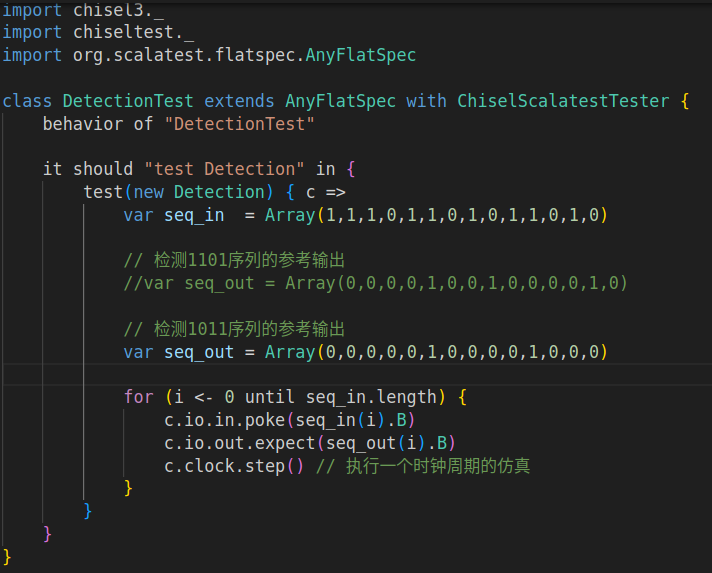 import chisel3._
import chiseltest._
import org.scalatest.flatspec.AnyFlatSpec

class DetectionTest extends AnyFlatSpec with ChiselScalatestTester {
    behavior of "DetectionTest"

    it should "test Detection" in {
        test(new Detection) { c =>
            var seq_in  = Array(1,1,1,0,1,1,0,1,0,1,1,0,1,0)

            // 检测1101序列的参考输出
            //var seq_out = Array(0,0,0,0,1,0,0,1,0,0,0,0,1,0)

            // 检测1011序列的参考输出
            var seq_out = Array(0,0,0,0,0,1,0,0,0,0,1,0,0,0)

            for (i <- 0 until seq_in.length) {
                c.io.in.poke(seq_in(i).B)
                c.io.out.expect(seq_out(i).B)
                c.clock.step() // 执行一个时钟周期的仿真
            }
        }
    }
}